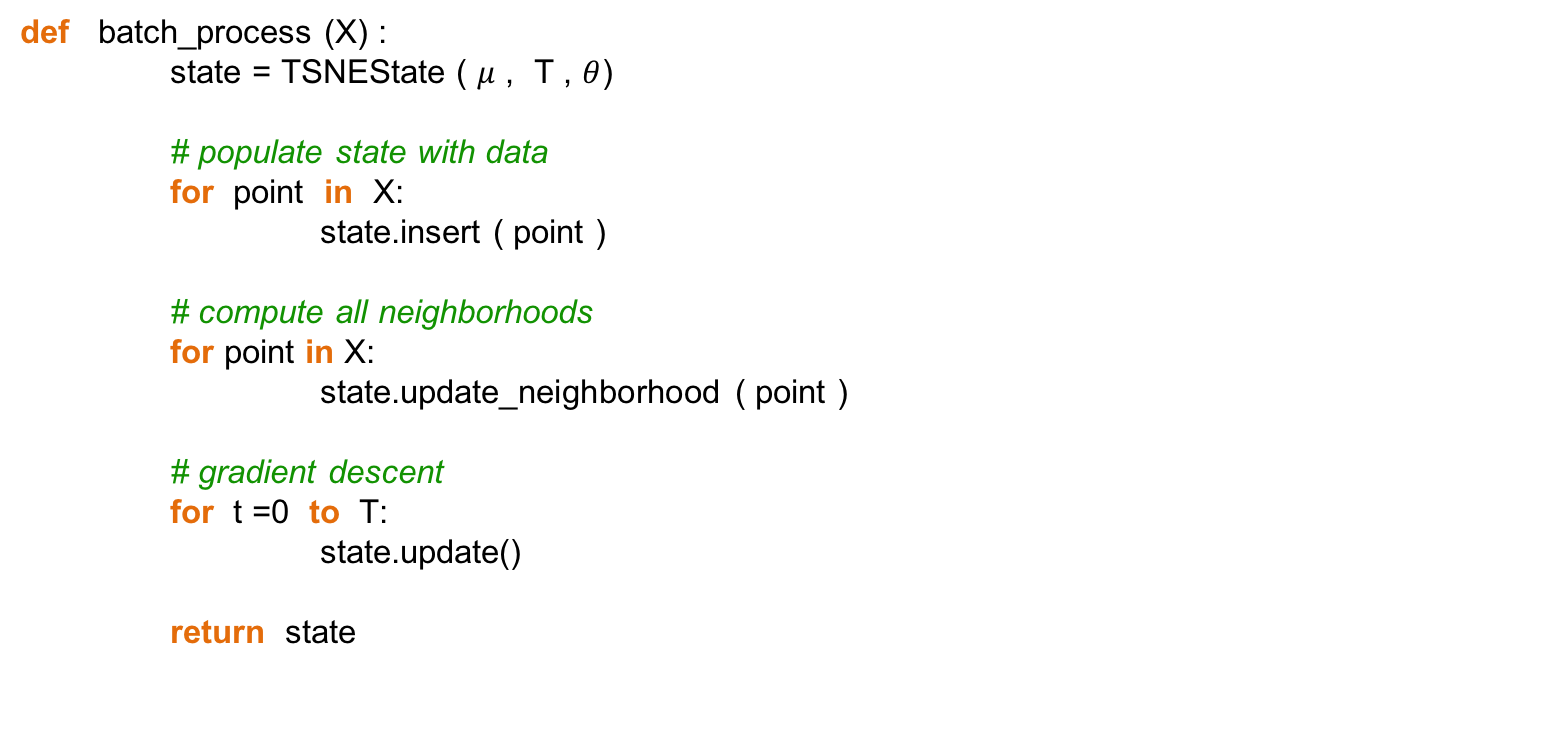 def batch_process (X) :
state = TSNEState ( μ , T , θ)
# populate state with data
for point in X:
state.insert ( point )
# compute all neighborhoods
for point in X:
state.update_neighborhood ( point )
# gradient descent
for t =0 to T:
state.update()
return state